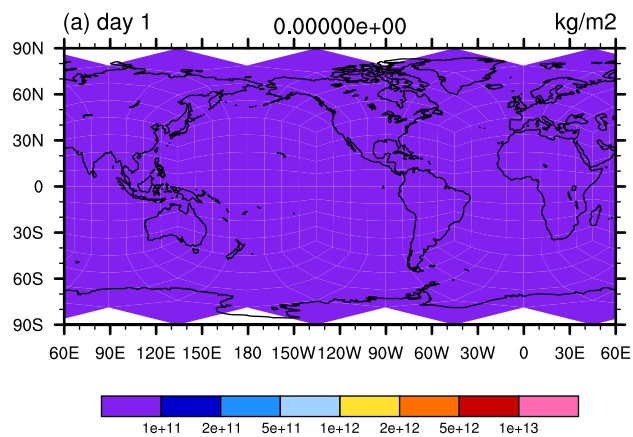 (a) day 1 0.00000e+00 kg/m2
90N
60N
30N
0
30S
60S
90S
60E 90E 120E 150E 180 150W 120W 90W 60W 30W 0 30E 60E
1e+11 2e+11 5e+11 1e+12 2e+12 5e+12 1e+13